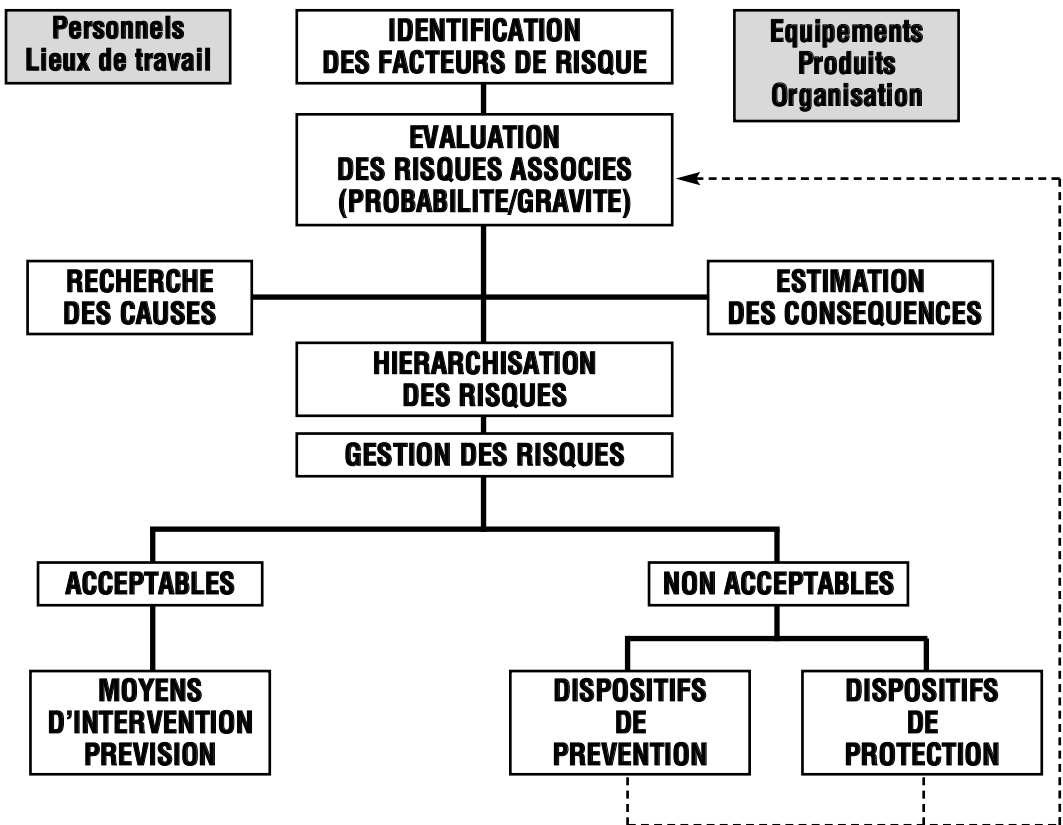 Personnels
Lieux de travail
IDENTIFICATION
DES FACTEURS DE RISQUE
Equipements
Produits
Organisation
EVALUATION
DES RISQUES ASSOCIES
(PROBABILITE/GRAVITE)
RECHERCHE
DES CAUSES
ESTIMATION
DES CONSEQUENCES
HIERARCHISATION
DES RISQUES
GESTION DES RISQUES
ACCEPTABLES
NON ACCEPTABLES
MOYENS
D'INTERVENTION
PREVISION
DISPOSITIFS
DE
PREVENTION
DISPOSITIFS
DE
PROTECTION